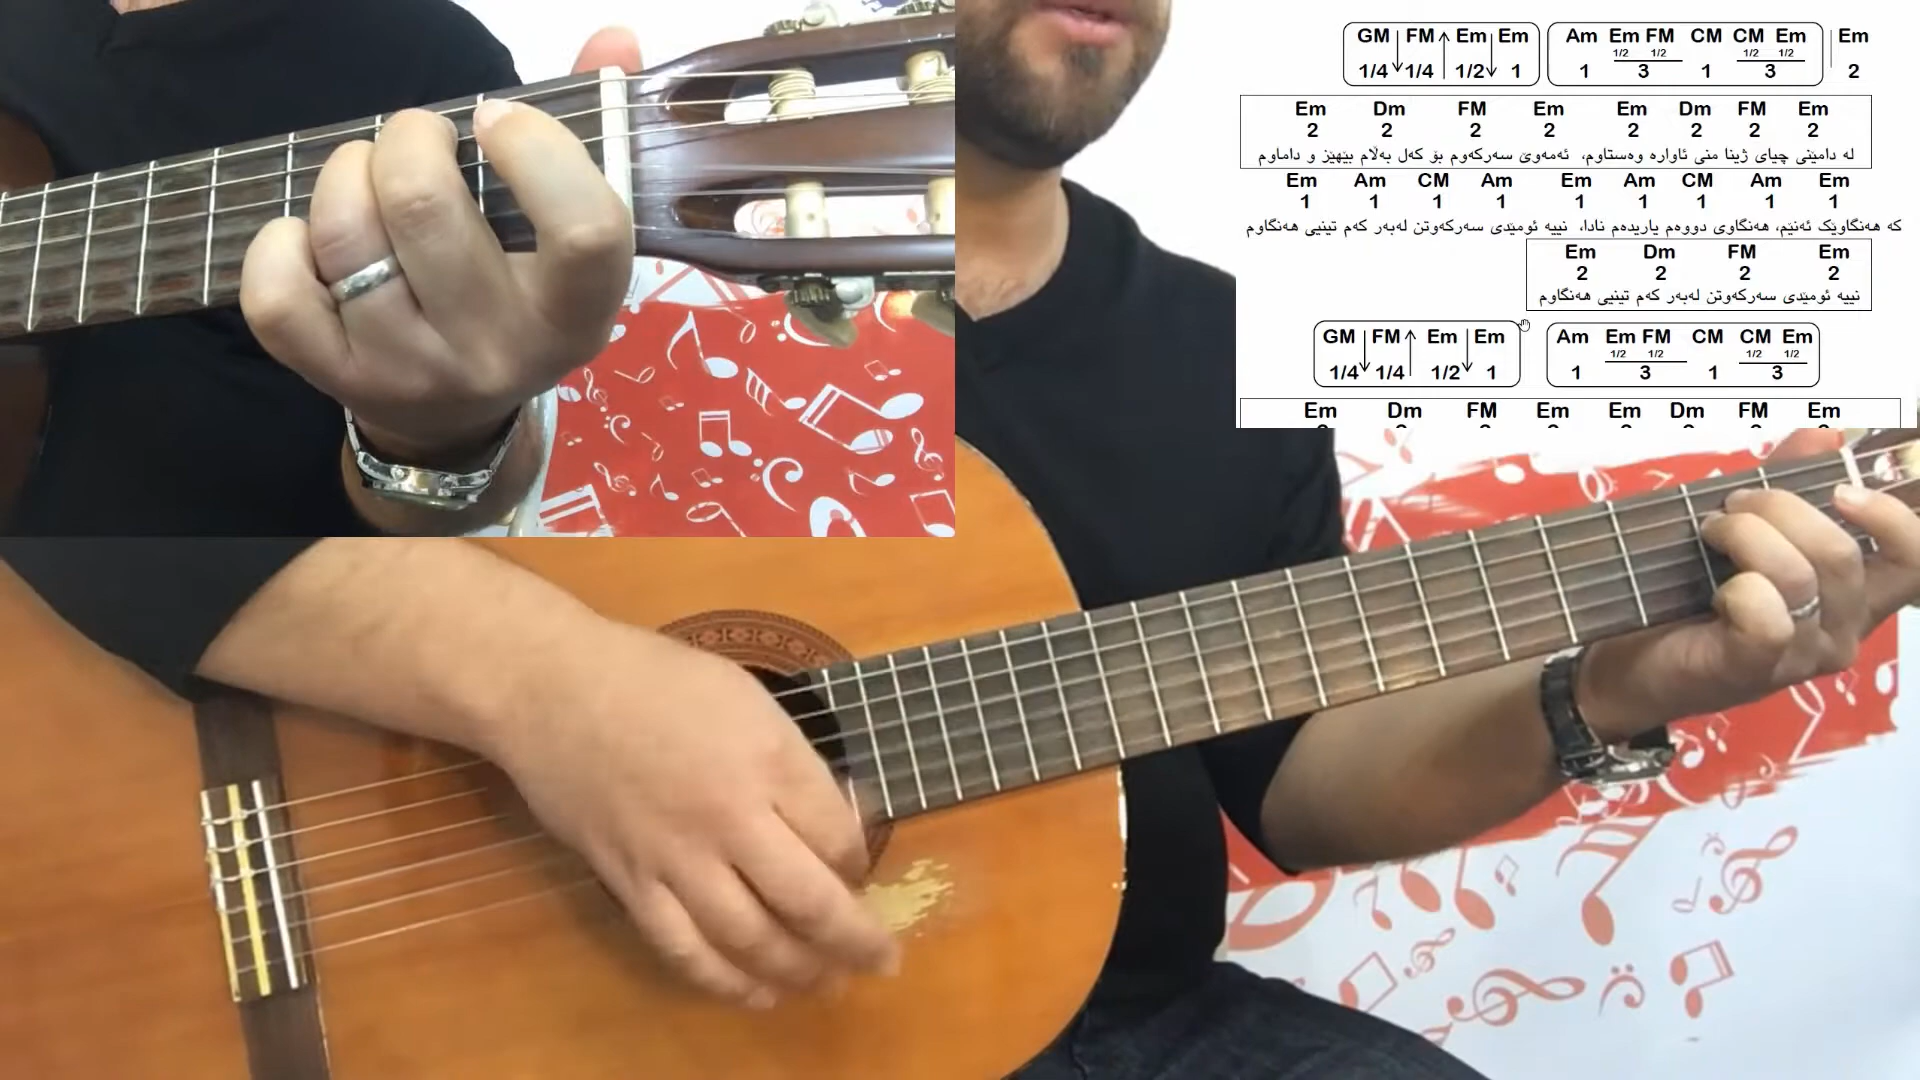 GM FM Em Em Am Em FM CM CM Em Em
1/2 1/2 1/2 1/2
1/4 1/4 1/2 1 1 3 1 3 2
Em Dm FM Em Em Dm FM Em
2 2 2 2 2 2 2 2
لە دامێنی چیای ژینا منی ئاوارە وەستاوم، ئەمەوێ سەرکەوم بۆ کەل بەڵام بێهێز و داماوم
Em Am CM Am Em Am CM Am Em
1 1 1 1 1 1 1 1 1
کە هەنگاوێک ئەنێم، هەنگاوی دووەم یاریدەم نادا، نییە ئومێدی سەرکەوتن لەبەر کەم تینیی هەنگاوم
Em Dm FM Em
2 2 2 2
نییە ئومێدی سەرکەوتن لەبەر کەم تینیی هەنگاوم
GM FM Em Em Am Em FM CM CM Em
1/2 1/2 1/2 1/2
1/4 1/4 1/2 1 1 3 1 3
Em Dm FM Em Em Dm FM Em